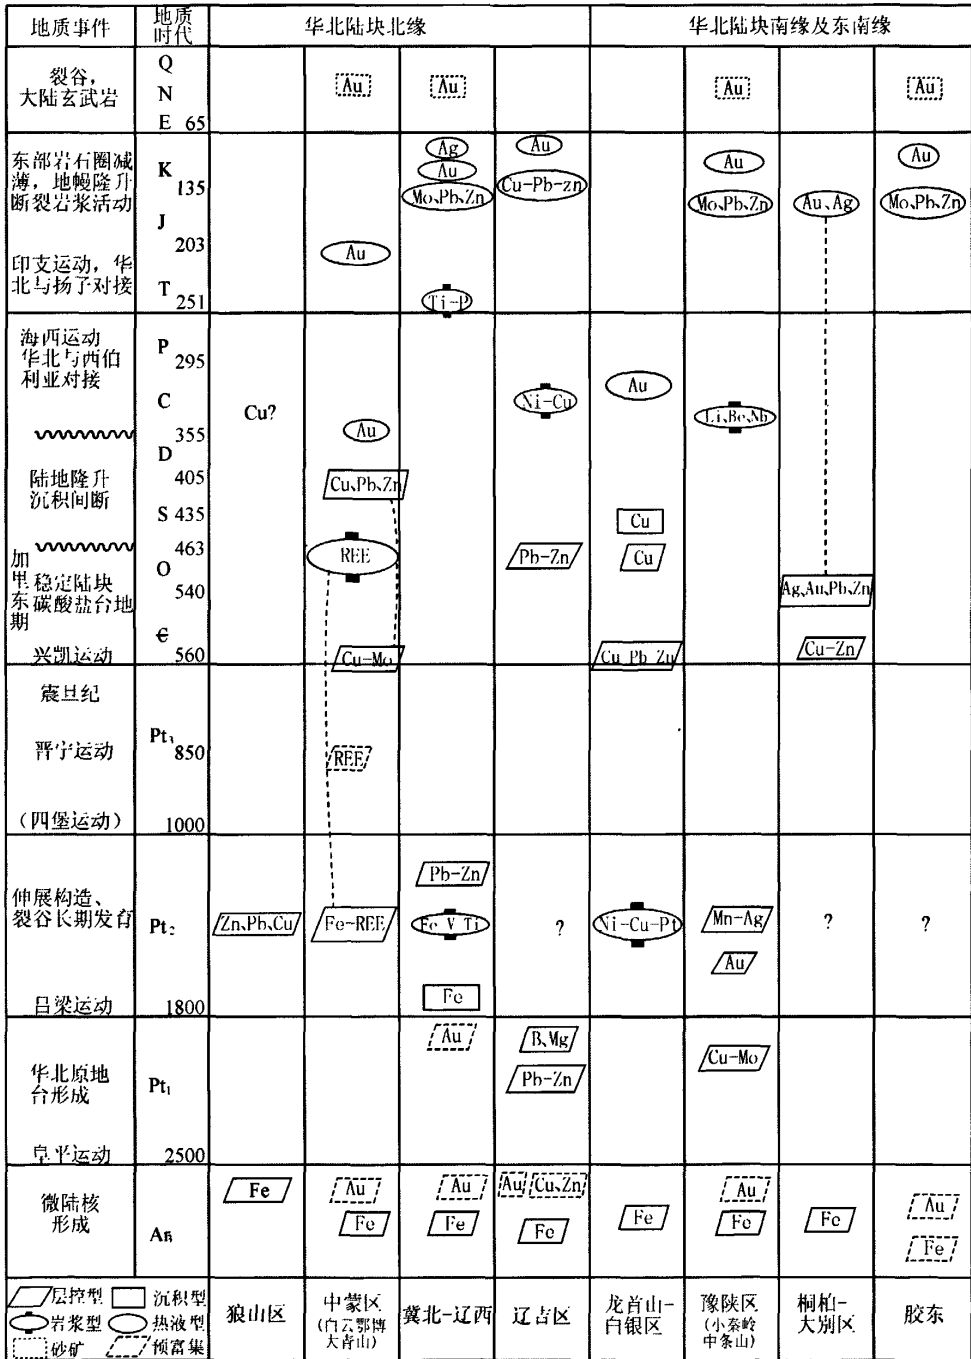 地质事件
地质
时代
华北陆块北缘
华北陆块南缘及东南缘
裂谷，
大陆玄武岩
Q
N
E 65
Au
Au
Au
Au
东部岩石圈减
薄，地幔隆升
断裂岩浆活动
K
135
J
203
Ag
Au
Mo、Pb、Zn
Au
Cu-Pb-zn
Au
Mo、Pb、Zn
Au、Ag
Au
Mo、Pb、Zn
印支运动，华
北与扬子对接
T
251
Au
Ti-P
海西运动
华北与西伯
利亚对接
P
295
C
355
D
Cu?
Au
Ni-Cu
Au
Li、Be、Nb
陆地隆升
沉积间断
405
S 435
463
Cu、Pb、Zn
Cu
加里东期
稳定陆块
碳酸盐台地
O
540
Є
REE
Pb-Zn
Cu
Ag、Au、Pb、Zn
兴凯运动
560
Cu-Mo
Cu Pb Zn
Cu-Zn
震旦纪
晋宁运动
Pt₃
850
REE
(四堡运动)
1000
伸展构造、
裂谷长期发育
Pt₂
Pb-Zn
Zn、Pb、Cu
Fe-REE
Fe V Ti
?
Ni-Cu-Pt
Mn-Ag
?
?
Au
吕梁运动
1800
Fe
华北原地
台形成
Pt₁
Au
B、Mg
Pb-Zn
Cu-Mo
阜平运动
2500
微陆核
形成
Ar
Fe
Au
Fe
Au
Fe
Au
Cu、Zn
Fe
Fe
Au
Fe
Fe
Au
Fe
层控型
沉积型
岩浆型
热液型
砂矿
预富集
狼山区
中蒙区
(白云鄂博
大青山)
冀北-辽西
辽吉区
龙首山-
白银区
豫陕区
(小秦岭
中条山)
桐柏-
大别区
胶东